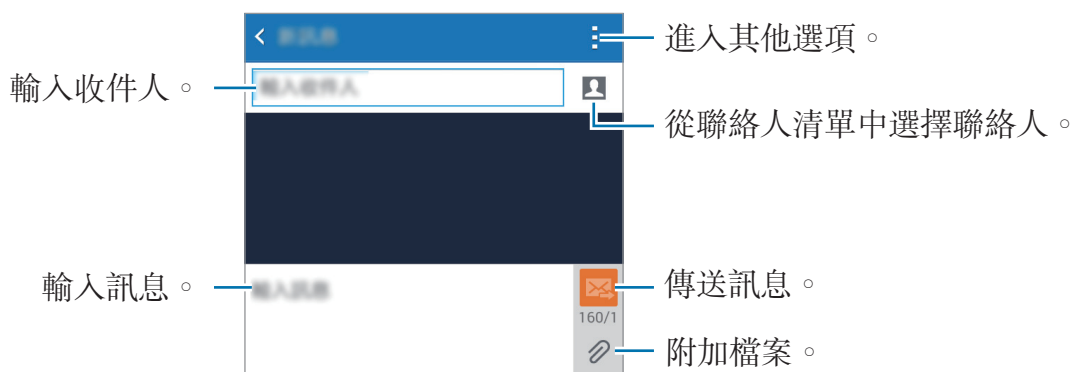 進入其他選項。
輸入收件人。
從聯絡人清單中選擇聯絡人。
輸入訊息。
傳送訊息。
160/1
附加檔案。